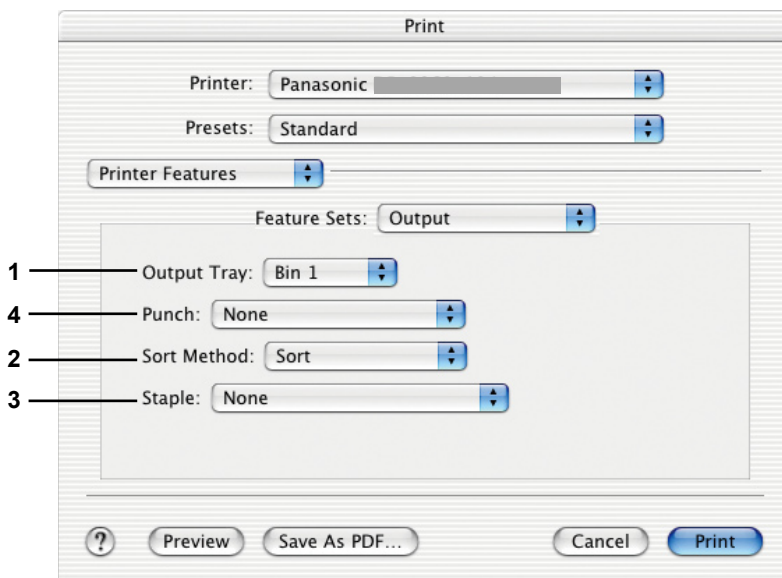 Print
Printer: Panasonic
Presets: Standard
Printer Features
Feature Sets: Output
1 Output Tray: Bin 1
4 Punch: None
2 Sort Method: Sort
3 Staple: None
? Preview Save As PDF... Cancel Print